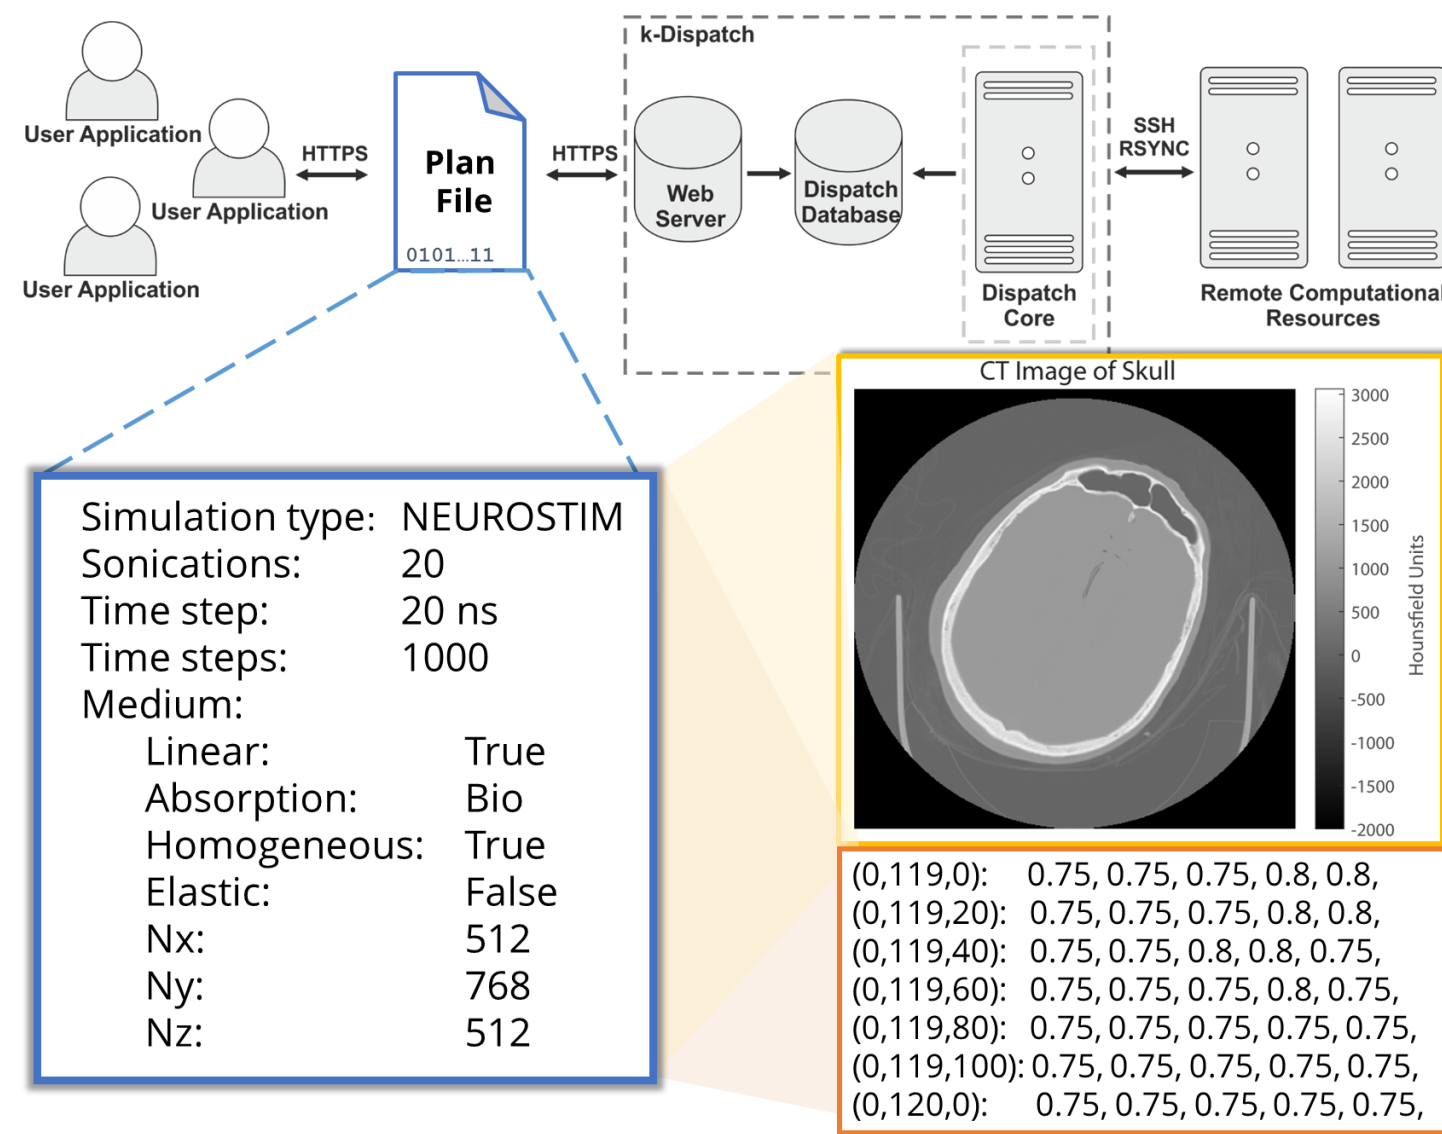 User Application
User Application
User Application
HTTPS
Plan
File
0101...11
HTTPS
k-Dispatch
Web
Server
Dispatch
Database
Dispatch
Core
SSH
RSYNC
Remote Computational
Resources
Simulation type: NEUROSTIM
Sonications: 20
Time step: 20 ns
Time steps: 1000
Medium:
Linear: True
Absorption: Bio
Homogeneous: True
Elastic: False
Nx: 512
Ny: 768
Nz: 512
CT Image of Skull
3000
2500
2000
1500
1000
500
0
-500
-1000
-1500
-2000
Hounsfield Units
(0,119,0): 0.75, 0.75, 0.75, 0.8, 0.8,
(0,119,20): 0.75, 0.75, 0.75, 0.8, 0.8,
(0,119,40): 0.75, 0.75, 0.8, 0.8, 0.75,
(0,119,60): 0.75, 0.75, 0.75, 0.8, 0.75,
(0,119,80): 0.75, 0.75, 0.75, 0.75, 0.75,
(0,119,100): 0.75, 0.75, 0.75, 0.75, 0.75,
(0,120,0): 0.75, 0.75, 0.75, 0.75, 0.75,